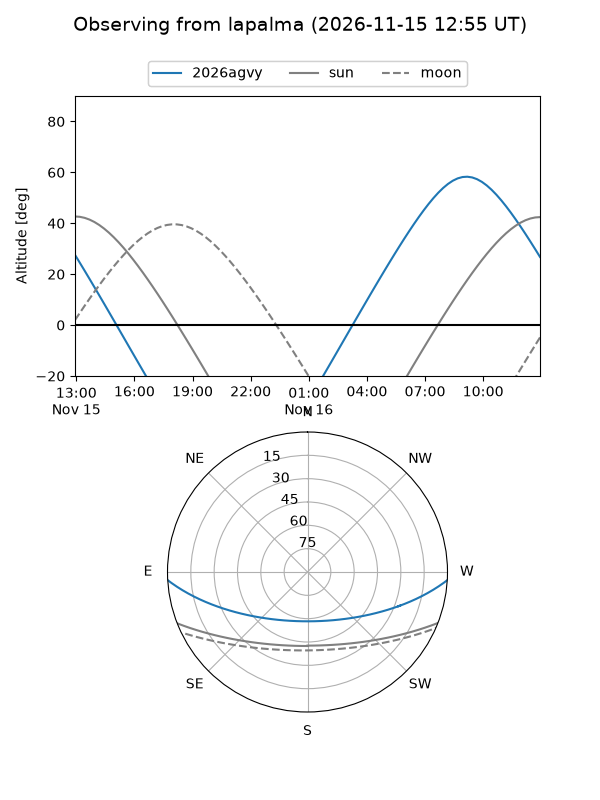 Observing from lapalma (2026-11-15 12:55 UT)
2026agvy sun moon
Altitude [deg]
80
60
40
20
0
−20
13:00 16:00 19:00 22:00 01:00 04:00 07:00 10:00
Nov 15 Nov 16
N
NE NW
15
30
45
60
75
E W
SE SW
S